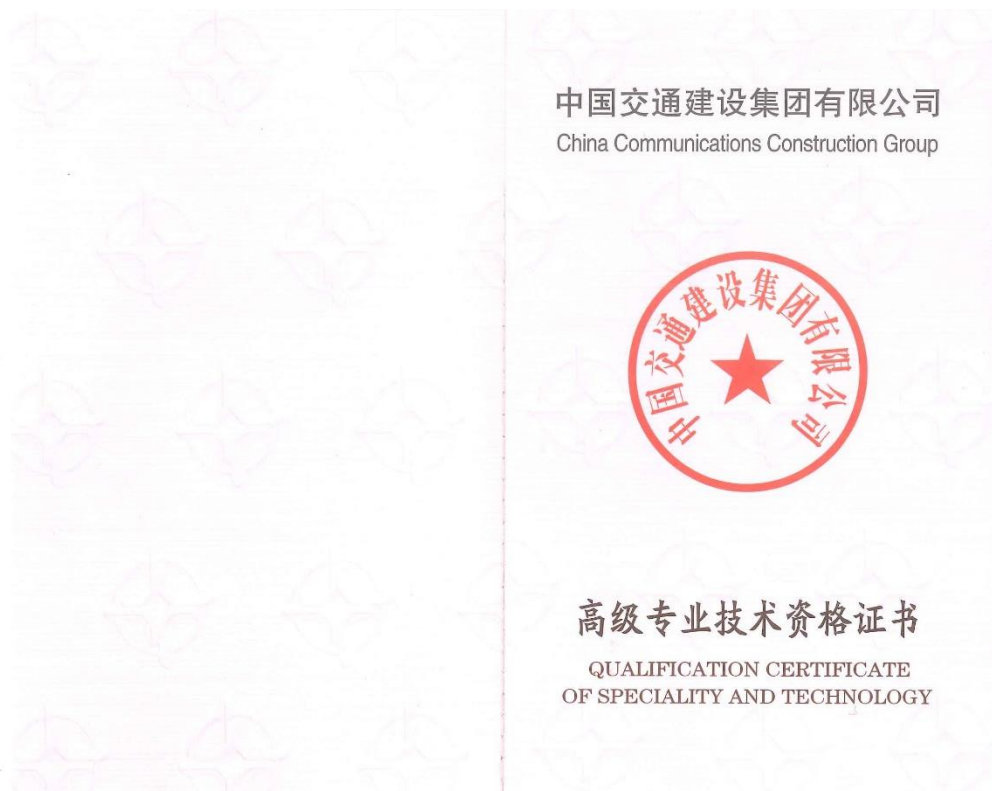 中国交通建设集团有限公司
China Communications Construction Group
中国交通建设集团有限公司
高级专业技术资格证书
QUALIFICATION CERTIFICATE
OF SPECIALITY AND TECHNOLOGY